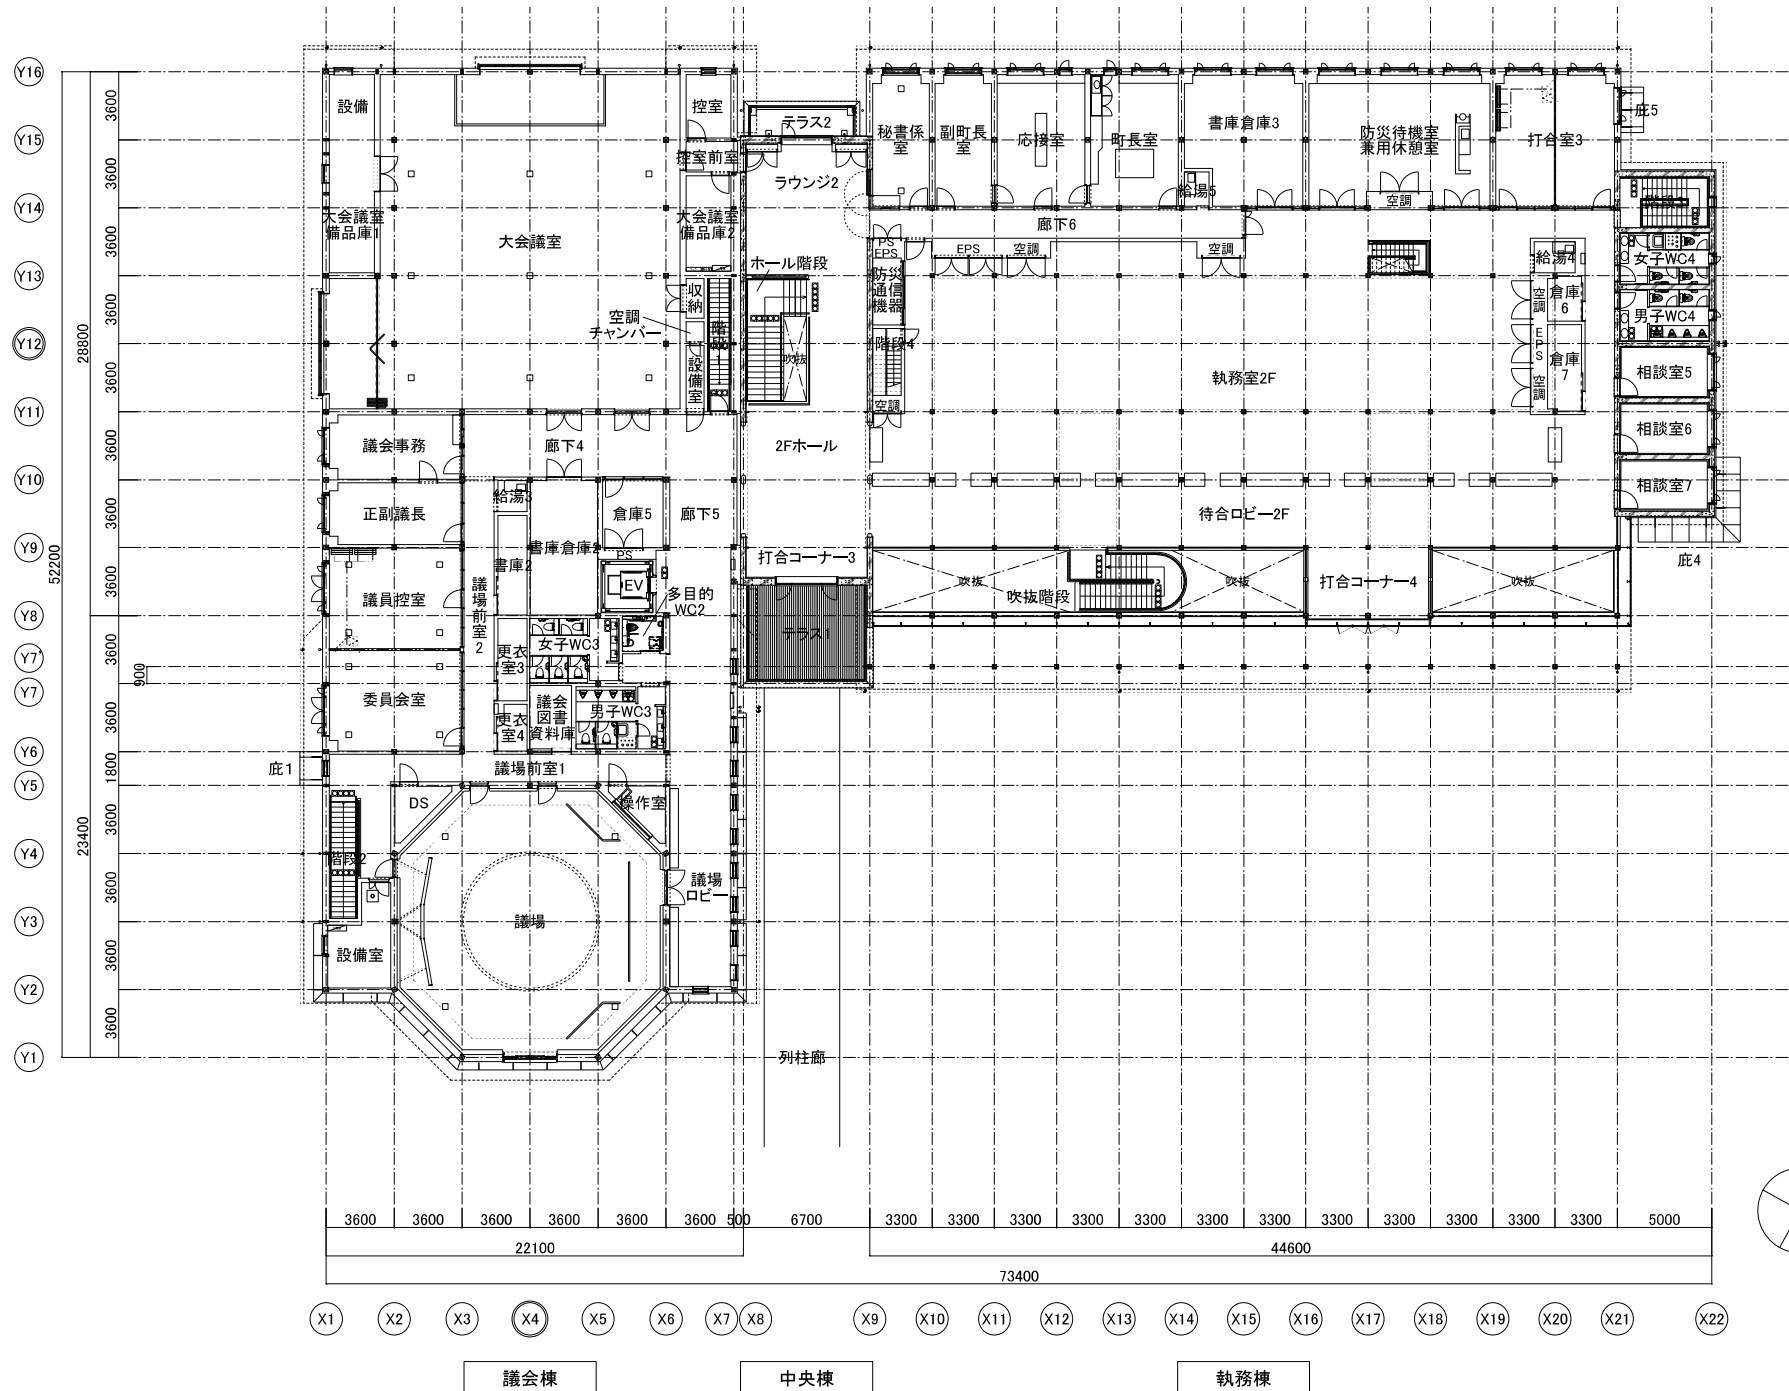 Y16
Y15
Y14
Y13
Y12
Y11
Y10
Y9
Y8
Y7'
Y7
Y6
Y5
Y4
Y3
Y2
Y1
3600
3600
3600
3600
3600
3600
3600
3600
3600
900
3600
1800
3600
3600
3600
3600
28800
52200
23400
設備
控室
テラス2
控室前室
ラウンジ2
秘書係
室
副町長
室
応接室
町長室
書庫倉庫3
防災待機室
兼用休憩室
打合室3
庇5
給湯5
空調
大会議室
備品庫1
大会議室
大会議室
備品庫2
廊下6
PS
EPS
EPS
空調
空調
給湯4
女子WC4
ホール階段
防災
通信
機器
収納
空調
チャンバー
階段
吹抜
階段4
設備室
空調
執務室2F
空調
倉庫
6
EPS
空調
倉庫
7
男子WC4
相談室5
相談室6
相談室7
議会事務
廊下4
2Fホール
給湯3
正副議長
倉庫5
廊下5
待合ロビー2F
書庫倉庫2
PS
打合コーナー3
書庫2
EV
議員控室
議場前室2
多目的
WC2
吹抜
吹抜階段
吹抜
打合コーナー4
吹抜
庇4
テラス1
女子WC3
更衣
室3
委員会室
議会
図書
資料庫
男子WC3
更衣
室4
庇1
議場前室1
DS
操作室
階段2
議場
ロビー
議場
設備室
列柱廊
3600
3600
3600
3600
3600
3600
500
6700
3300
3300
3300
3300
3300
3300
3300
3300
3300
3300
3300
3300
5000
22100
44600
73400
X1
X2
X3
X4
X5
X6
X7
X8
X9
X10
X11
X12
X13
X14
X15
X16
X17
X18
X19
X20
X21
X22
議会棟
中央棟
執務棟